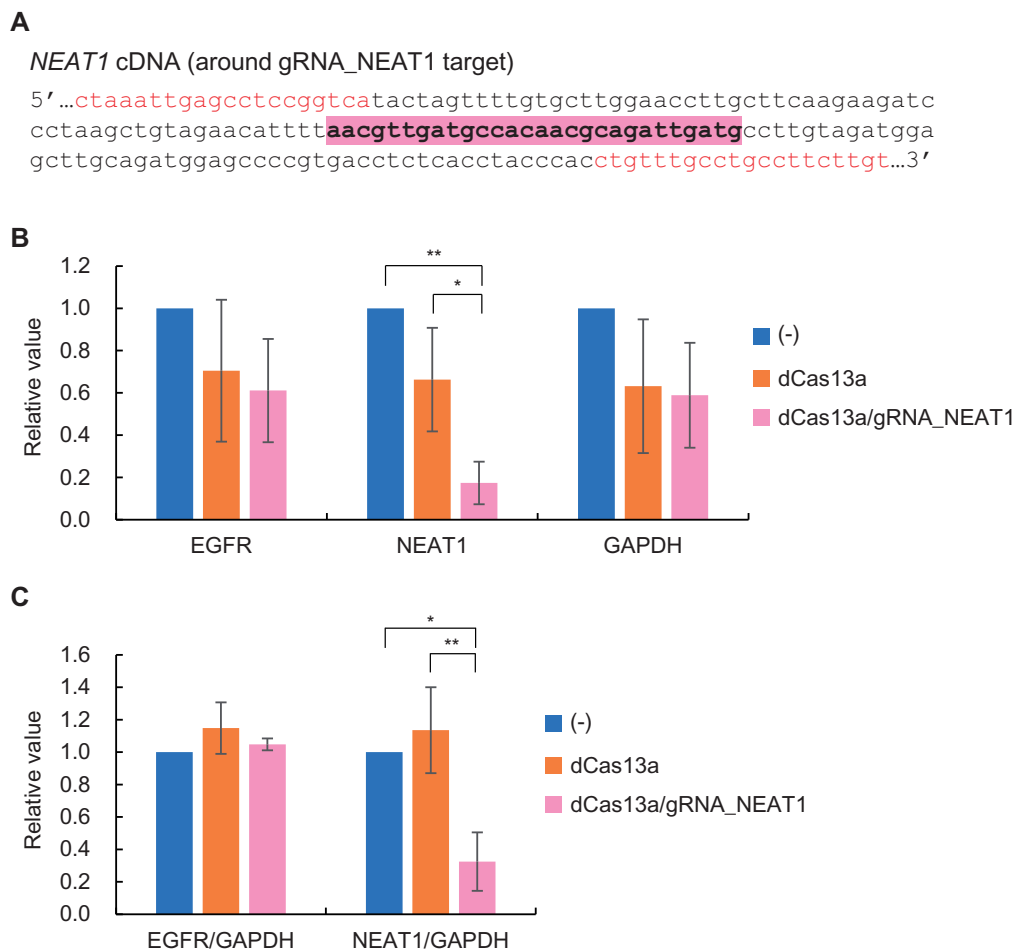 A
NEAT1 cDNA (around gRNA_NEAT1 target)
5'…ctaaattgagcctccggtcatactagttttgtgcttggaaccttgcttcaagaagatc
cctaagctgtagaacattttaacgttgatgccacaacgcagattgatgccttgtagatgga
gcttgcagatggagccccgtgacctctcacctacccacctgtttgcctgccttcttgt…3'
B
**
*
1.2
1.0
0.8
0.6
0.4
0.2
0.0
Relative value
EGFR
NEAT1
GAPDH
(-)
dCas13a
dCas13a/gRNA_NEAT1
C
*
**
1.6
1.4
1.2
1.0
0.8
0.6
0.4
0.2
0.0
Relative value
EGFR/GAPDH
NEAT1/GAPDH
(-)
dCas13a
dCas13a/gRNA_NEAT1